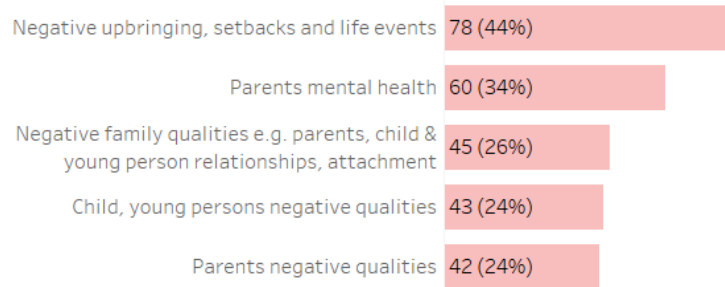 Negative upbringing, setbacks and life events 78 (44%)
Parents mental health 60 (34%)
Negative family qualities e.g. parents, child &
young person relationships, attachment 45 (26%)
Child, young persons negative qualities 43 (24%)
Parents negative qualities 42 (24%)